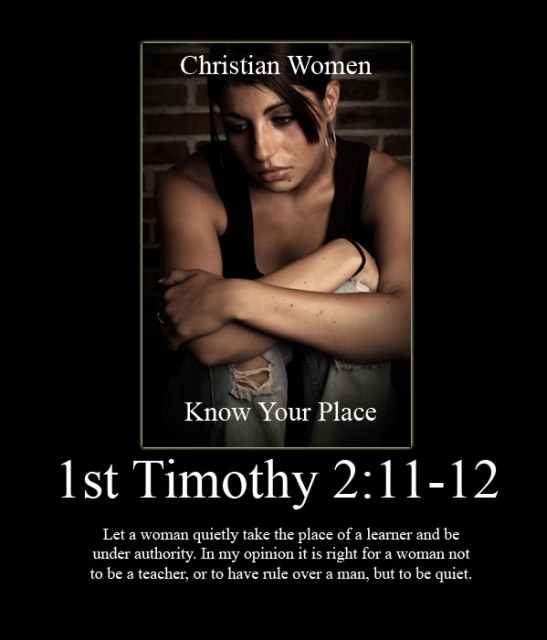 Christian Women
Know Your Place
1st Timothy 2:11-12
Let a woman quietly take the place of a learner and be
under authority. In my opinion it is right for a woman not
to be a teacher, or to have rule over a man, but to be quiet.